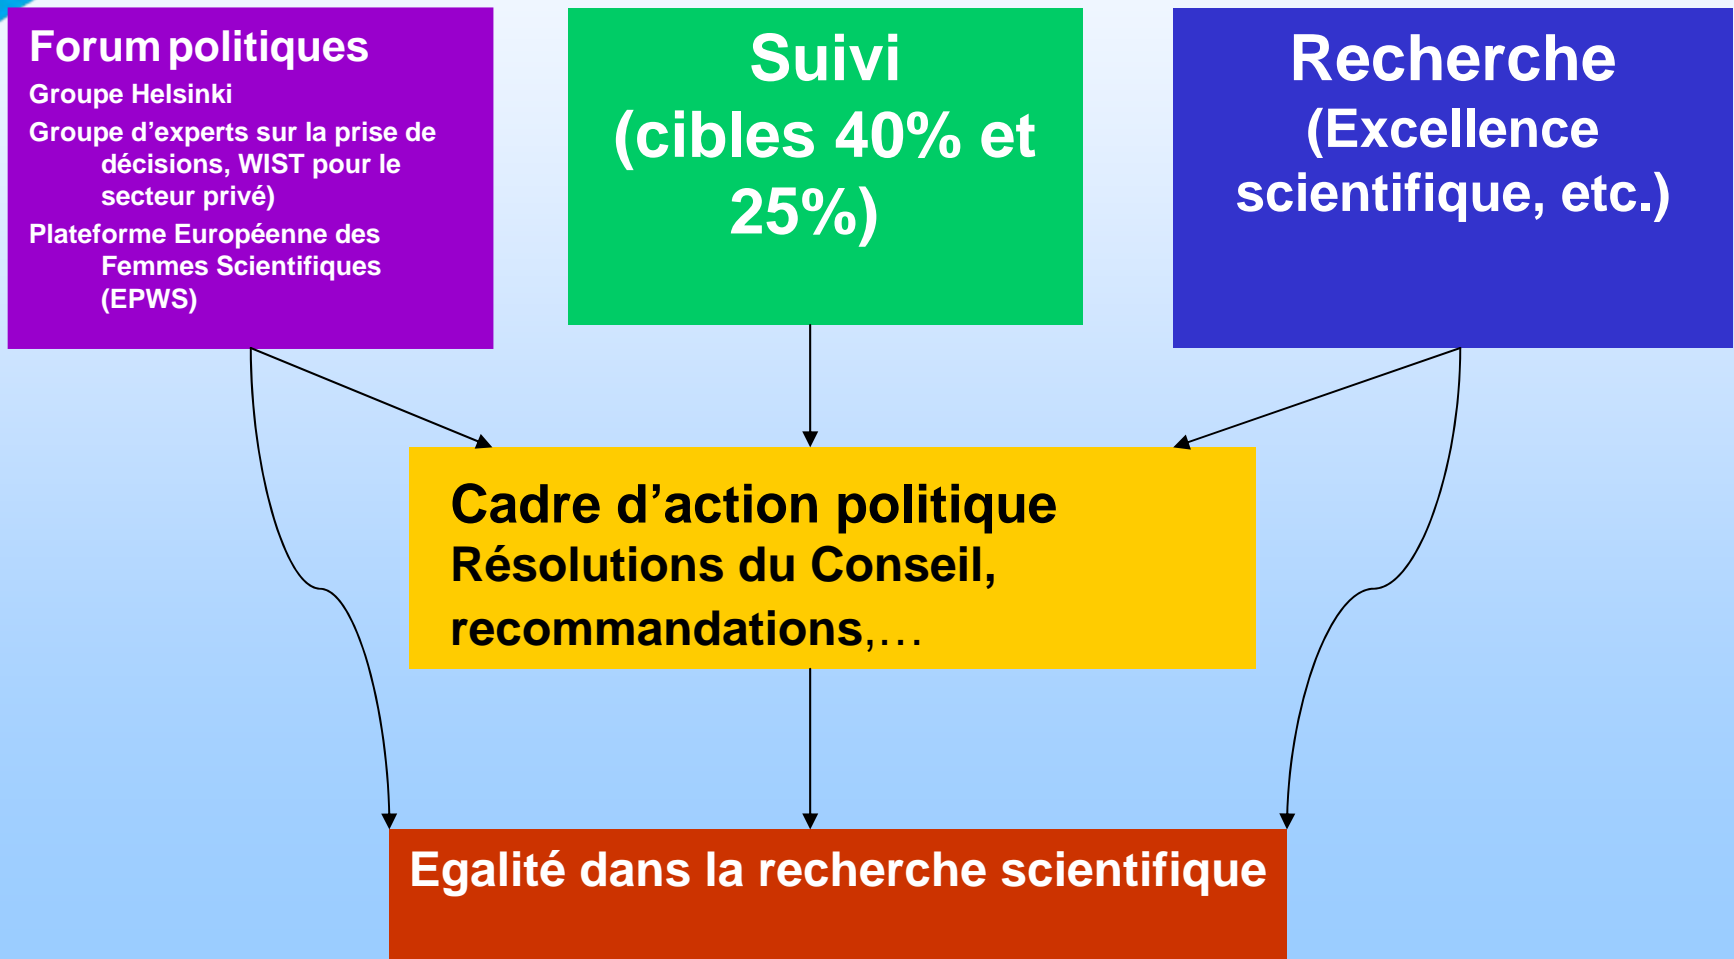 Forum politiques
Groupe Helsinki
Groupe d’experts sur la prise de
décisions, WIST pour le
secteur privé)
Plateforme Européenne des
Femmes Scientifiques
(EPWS)
Suivi
(cibles 40% et
25%)
Recherche
(Excellence
scientifique, etc.)
Cadre d’action politique
Résolutions du Conseil,
recommandations,…
Egalité dans la recherche scientifique